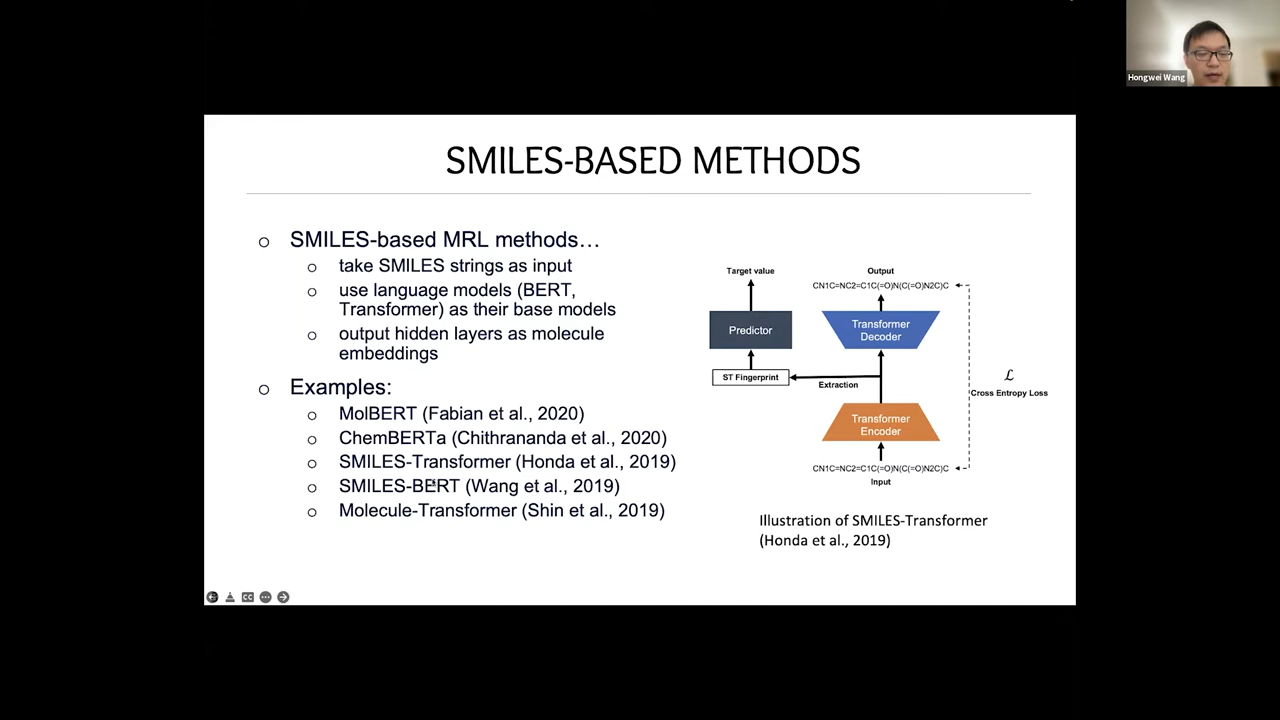 Hongwei Wang
SMILES-BASED METHODS
SMILES-based MRL methods…
take SMILES strings as input
use language models (BERT,
Transformer) as their base models
output hidden layers as molecule
embeddings
Examples:
MolBERT (Fabian et al., 2020)
ChemBERTa (Chithrananda et al., 2020)
SMILES-Transformer (Honda et al., 2019)
SMILES-BERT (Wang et al., 2019)
Molecule-Transformer (Shin et al., 2019)
Target value
Output
CN1C=NC2=C1C(=O)N(C(=O)N2C)C
Predictor
Transformer
Decoder
ST Fingerprint
Extraction
ℒ
Cross Entropy Loss
Transformer
Encoder
CN1C=NC2=C1C(=O)N(C(=O)N2C)C
Input
Illustration of SMILES-Transformer
(Honda et al., 2019)
CC